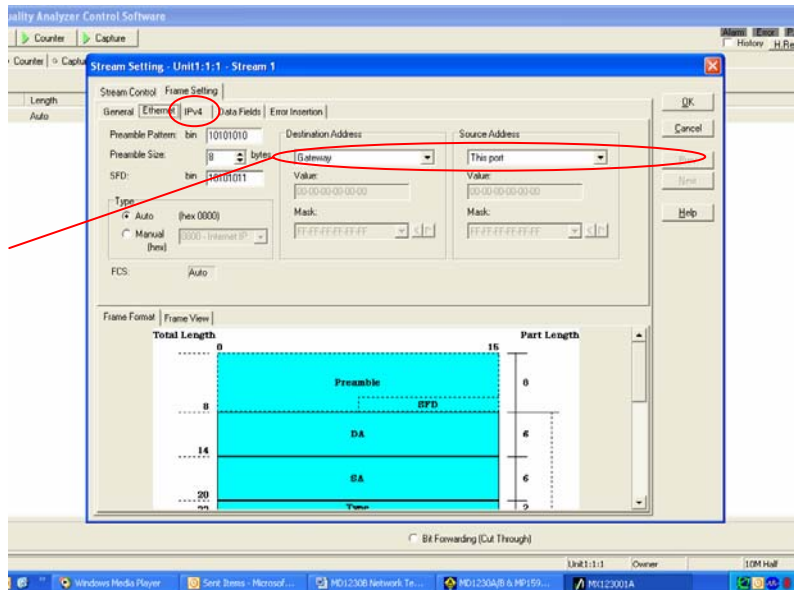 uality Analyzer Control Software
Counter Capture
Alarm Error
History H.Re
Counter Captu
Length
Auto
Stream Setting - Unit1:1:1 - Stream 1
Stream Control Frame Setting
General Ethernet IPv4 Data Fields Error Insertion
OK
Cancel
Prev
Next
Help
Preamble Pattern: bin 10101010
Preamble Size: 8 bytes
SFD: bin 10101011
Type
Auto (hex 0000)
Manual (hex) 0000 - Internet IP
FCS: Auto
Destination Address
Gateway
Value:
00-00-00-00-00-00
Mask:
FF-FF-FF-FF-FF-FF
Source Address
This port
Value:
00-00-00-00-00-00
Mask:
FF-FF-FF-FF-FF-FF
Frame Format Frame View
Total Length Part Length
0 15
Preamble
SFD
8
DA 6
14
SA 6
20
Type 2
22
Bit Forwarding (Cut Through)
Unit1:1:1 Owner 10M Half
Windows Media Player Sent Items - Microsof... MD1230B Network Te... MD1230A/B & MP159... MX123001A